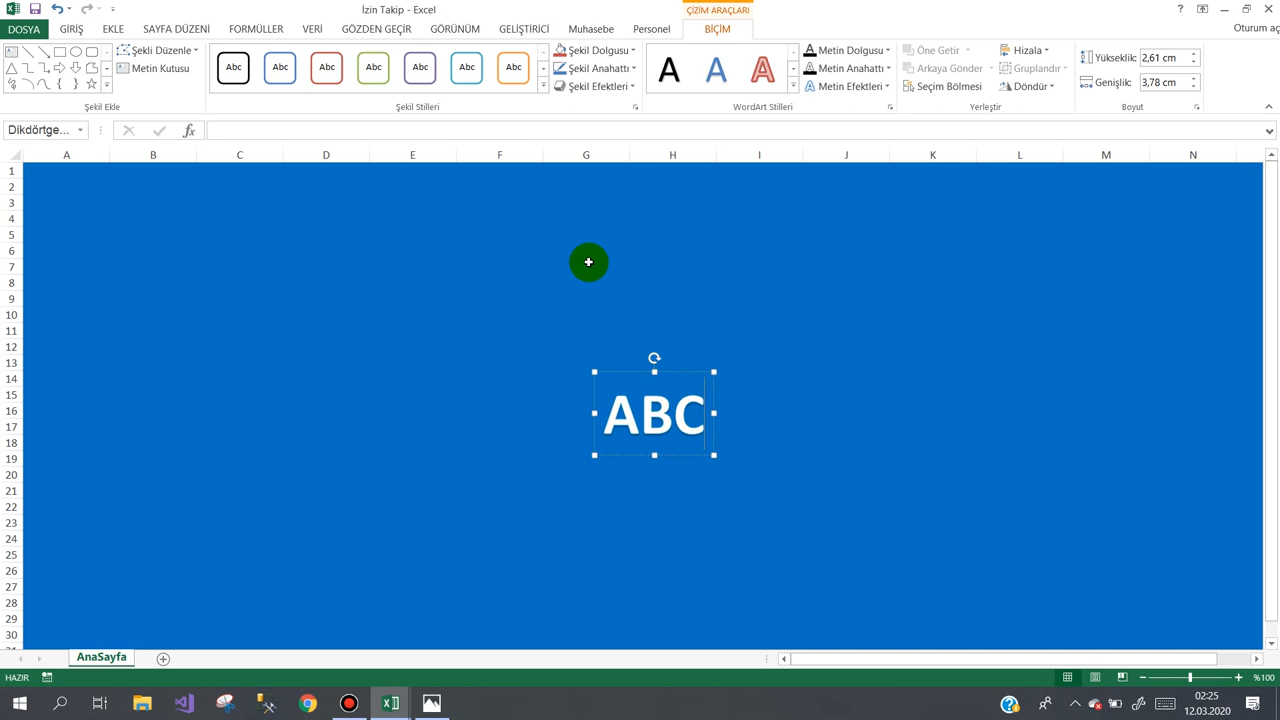 İzin Takip - Excel
ÇİZİM ARAÇLARI
?
DOSYA GİRİŞ EKLE SAYFA DÜZENİ FORMÜLLER VERİ GÖZDEN GEÇİR GÖRÜNÜM GELİŞTİRİCİ Muhasebe Personel BİÇİM Oturum aç
Şekli Düzenle
Metin Kutusu
Şekil Ekle
Abc Abc Abc Abc Abc Abc Abc
Şekil Dolgusu
Şekil Anahattı
Şekil Efektleri
Şekil Stilleri
A A A
Metin Dolgusu
Metin Anahattı
Metin Efektleri
WordArt Stilleri
Öne Getir
Arkaya Gönder
Seçim Bölmesi
Hizala
Gruplandır
Döndür
Yerleştir
Yükseklik: 2,61 cm
Genişlik: 3,78 cm
Boyut
Dikdörtge... fx
A B C D E F G H I J K L M N
1
2
3
4
5
6
7
8
9
10
11
12
13
14
15
16
17
18
19
20
21
22
23
24
25
26
27
28
29
30
ABC
AnaSayfa
HAZIR
%100
02:25
12.03.2020